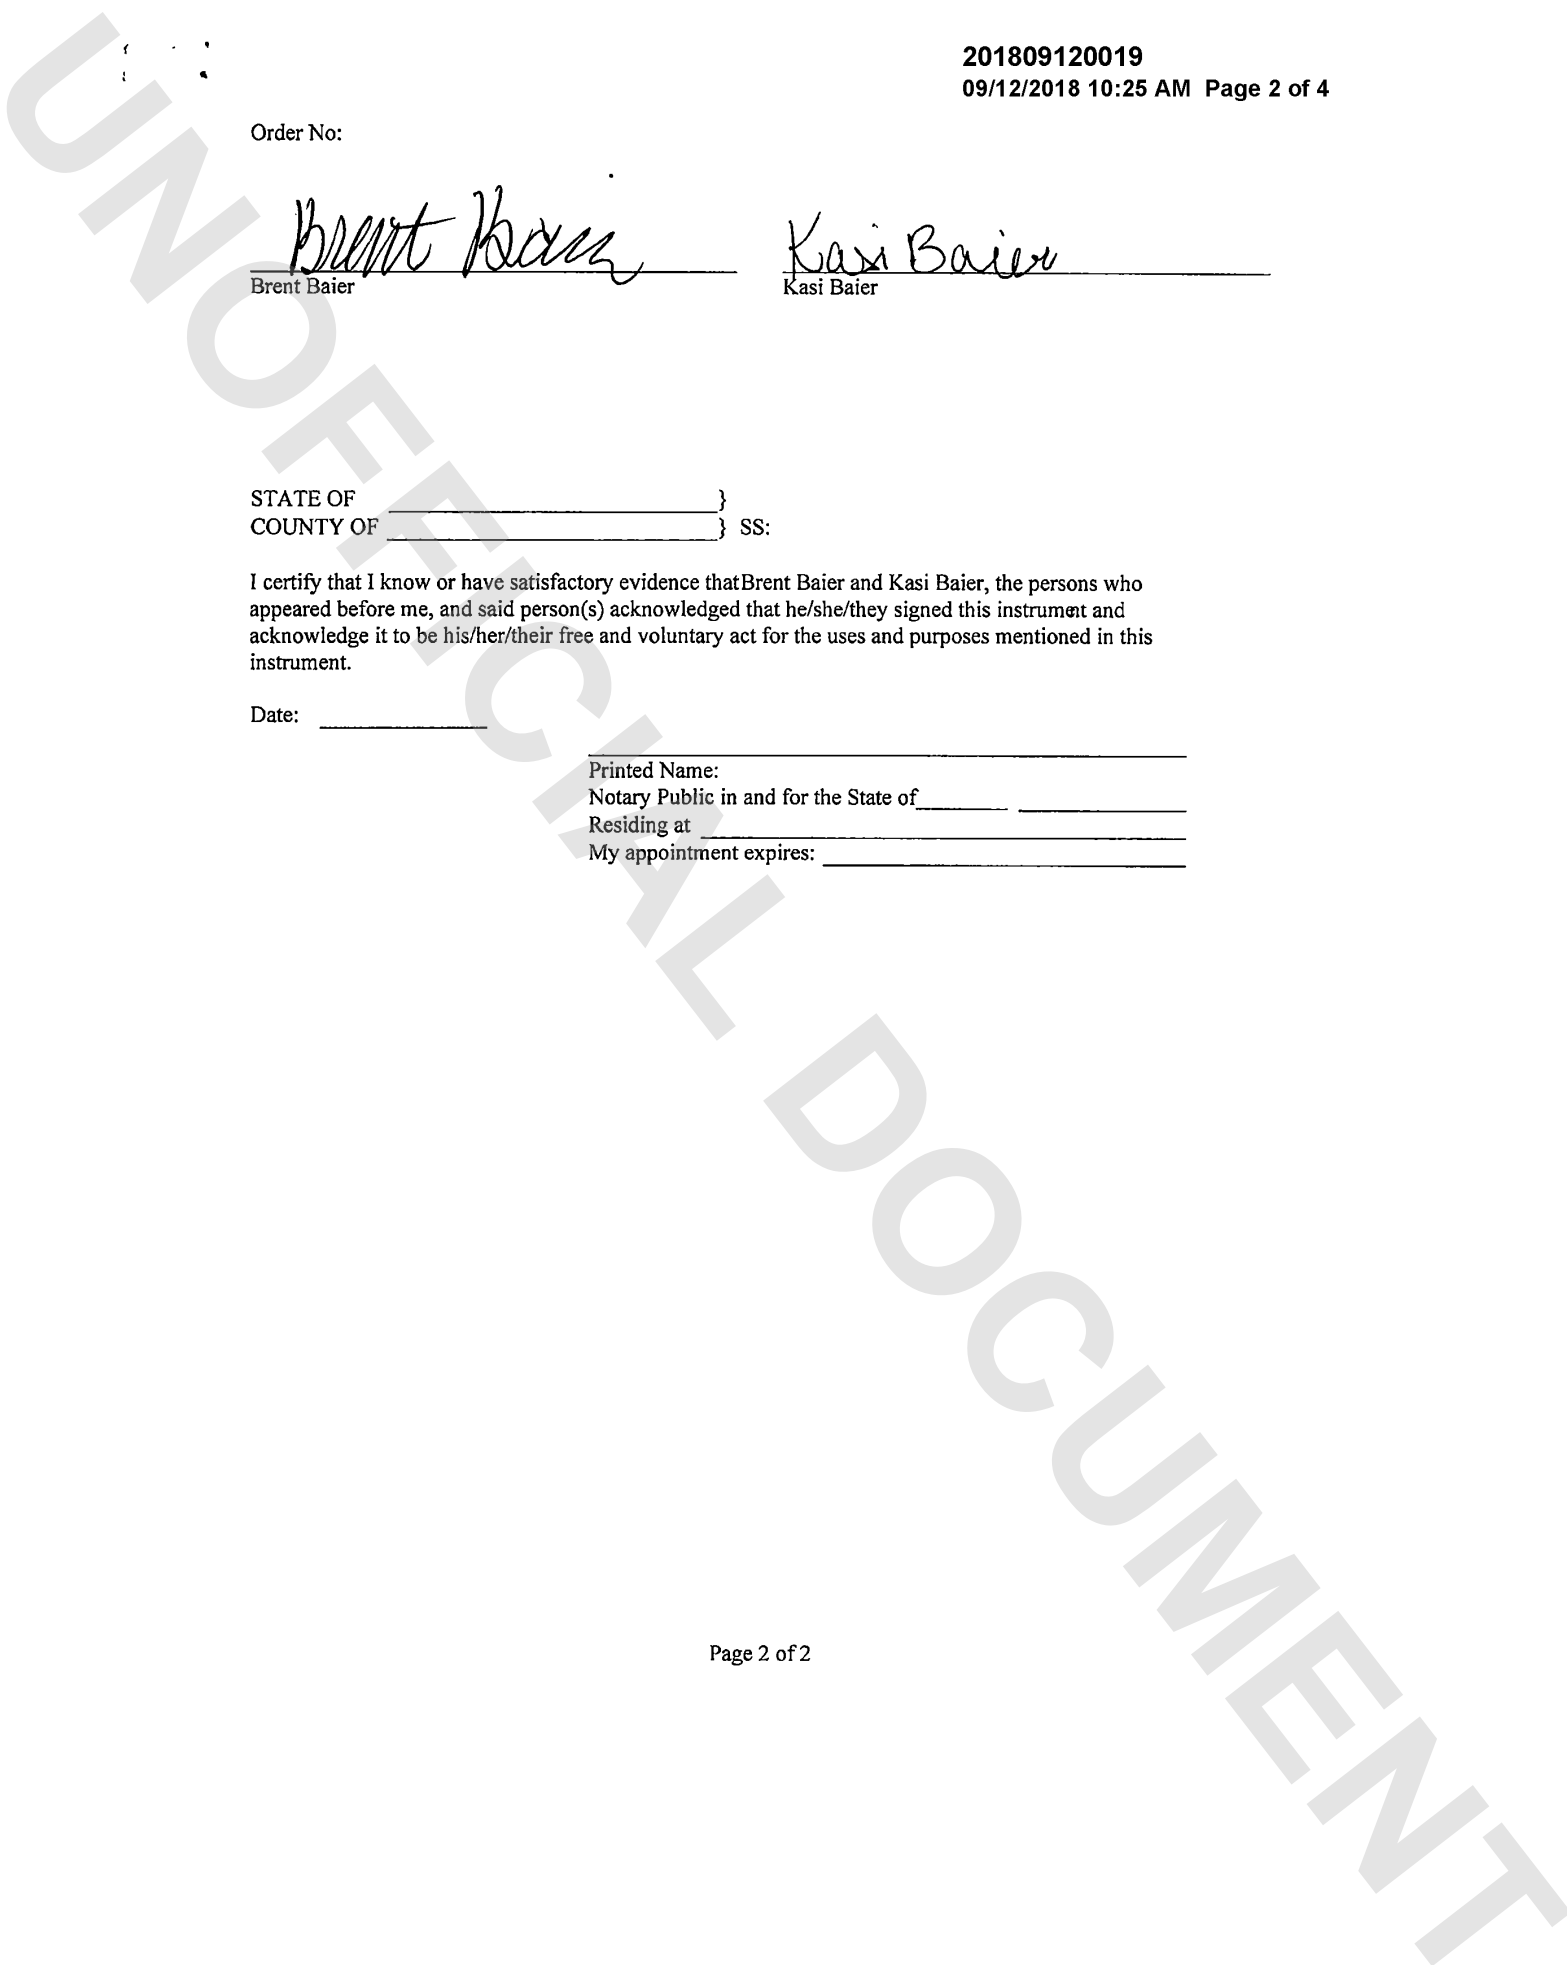 201809120019
09/12/2018 10:25 AM Page 2 of 4
Order No:
Brent Baier Kasi Baier
Brent Baier Kasi Baier
STATE OF }
COUNTY OF } SS:
I certify that I know or have satisfactory evidence that Brent Baier and Kasi Baier, the persons who
appeared before me, and said person(s) acknowledged that he/she/they signed this instrument and
acknowledge it to be his/her/their free and voluntary act for the uses and purposes mentioned in this
instrument.
Date:
Printed Name:
Notary Public in and for the State of
Residing at
My appointment expires:
Page 2 of 2
UNOFFICIAL DOCUMENT